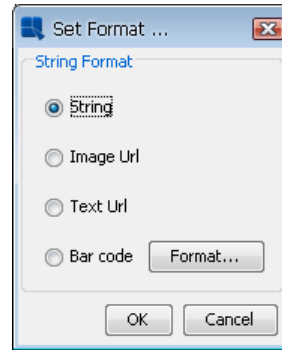 Set Format ...
String Format
String
Image Url
Text Url
Bar code Format...
OK Cancel